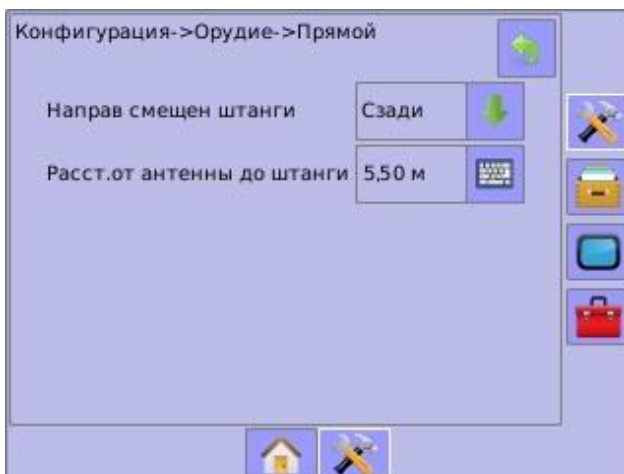 Конфигурация->Орудие->Прямой
Направ смещен штанги Сзади
Расст.от антенны до штанги 5,50 м